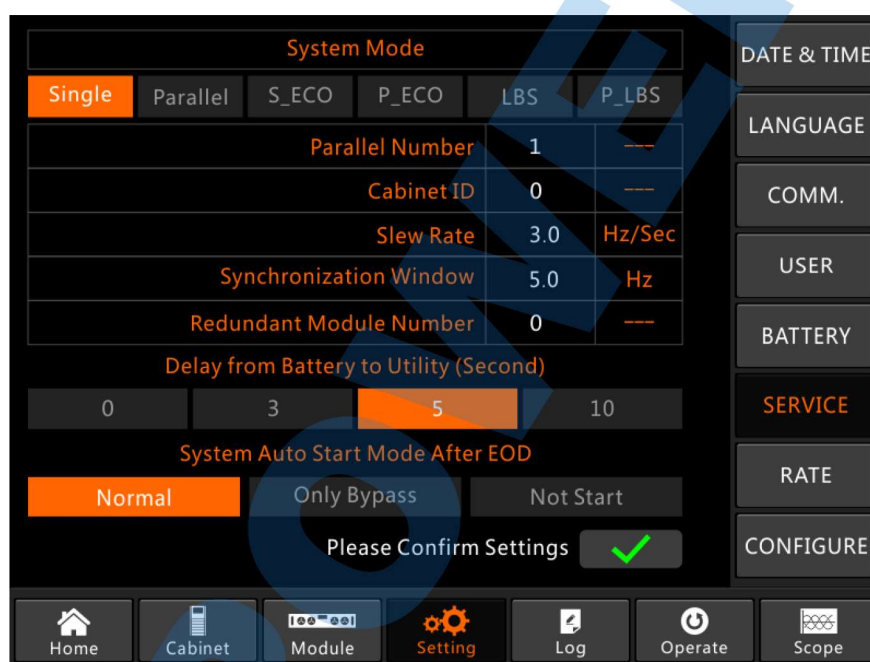 System Mode
Single Parallel S_ECO P_ECO LBS P_LBS
Parallel Number 1 ---
Cabinet ID 0 ---
Slew Rate 3.0 Hz/Sec
Synchronization Window 5.0 Hz
Redundant Module Number 0 ---
Delay from Battery to Utility (Second)
0 3 5 10
System Auto Start Mode After EOD
Normal Only Bypass Not Start
Please Confirm Settings
DATE & TIME
LANGUAGE
COMM.
USER
BATTERY
SERVICE
RATE
CONFIGURE
Home Cabinet Module Setting Log Operate Scope